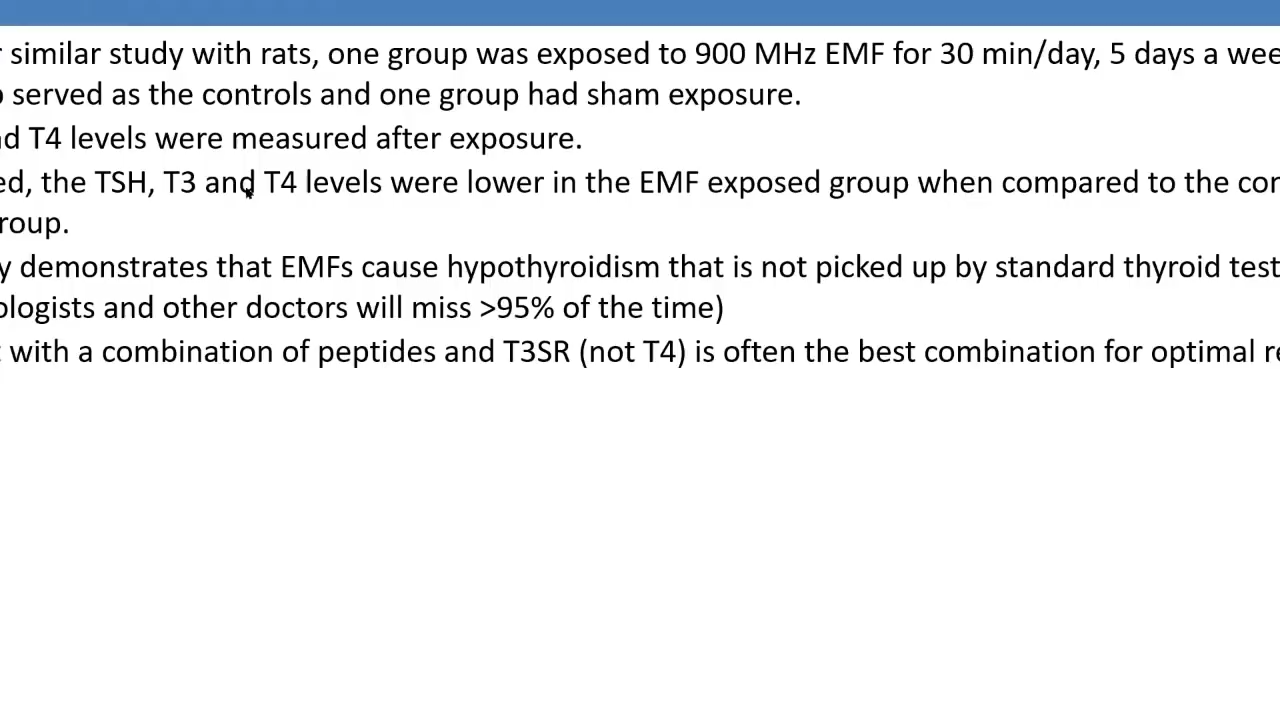 r similar study with rats, one group was exposed to 900 MHz EMF for 30 min/day, 5 days a wee
p served as the controls and one group had sham exposure.
nd T4 levels were measured after exposure.
ed, the TSH, T3 and T4 levels were lower in the EMF exposed group when compared to the con
roup.
y demonstrates that EMFs cause hypothyroidism that is not picked up by standard thyroid test
ologists and other doctors will miss >95% of the time)
t with a combination of peptides and T3SR (not T4) is often the best combination for optimal re